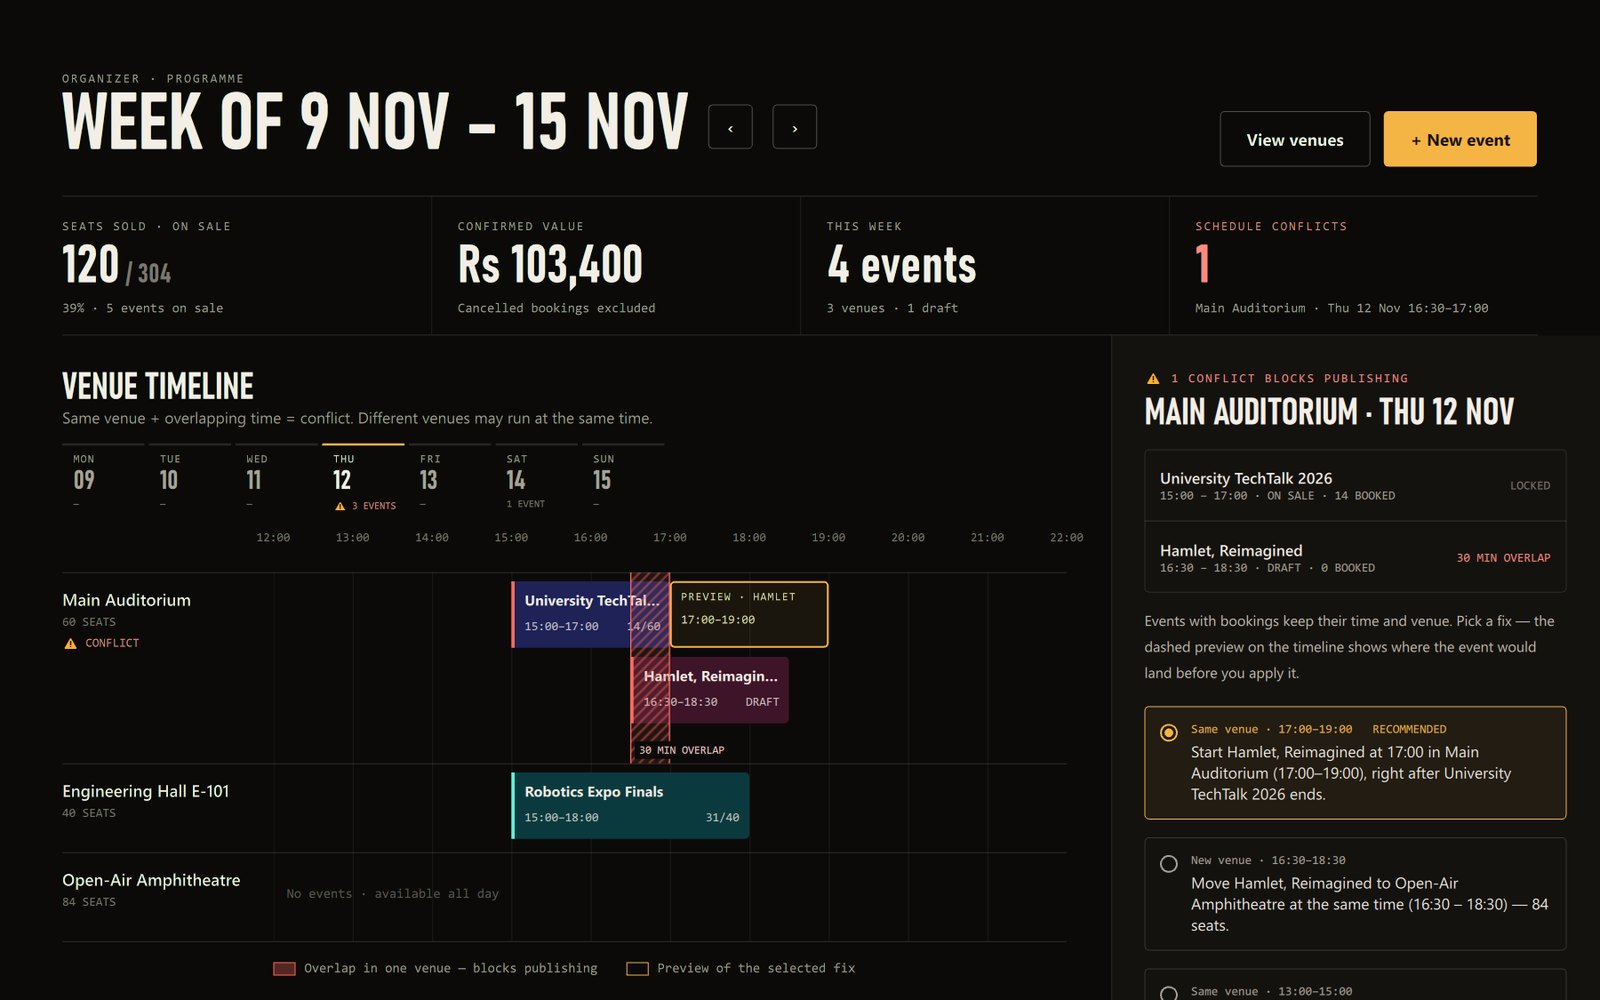 ORGANIZER · PROGRAMME
WEEK OF 9 NOV – 15 NOV
‹
›
View venues
+ New event
SEATS SOLD · ON SALE
120 / 304
39% · 5 events on sale
CONFIRMED VALUE
Rs 103,400
Cancelled bookings excluded
THIS WEEK
4 events
3 venues · 1 draft
SCHEDULE CONFLICTS
1
Main Auditorium · Thu 12 Nov 16:30–17:00
VENUE TIMELINE
Same venue + overlapping time = conflict. Different venues may run at the same time.
MON
09
–
TUE
10
–
WED
11
–
THU
12
3 EVENTS
FRI
13
–
SAT
14
1 EVENT
SUN
15
–
12:00 13:00 14:00 15:00 16:00 17:00 18:00 19:00 20:00 21:00 22:00
Main Auditorium
60 SEATS
CONFLICT
University TechTal...
15:00–17:00 14/60
PREVIEW · HAMLET
17:00–19:00
Hamlet, Reimagin...
16:30–18:30 DRAFT
30 MIN OVERLAP
Engineering Hall E-101
40 SEATS
Robotics Expo Finals
15:00–18:00 31/40
Open-Air Amphitheatre
84 SEATS
No events · available all day
Overlap in one venue — blocks publishing
Preview of the selected fix
1 CONFLICT BLOCKS PUBLISHING
MAIN AUDITORIUM · THU 12 NOV
University TechTalk 2026
15:00 – 17:00 · ON SALE · 14 BOOKED
LOCKED
Hamlet, Reimagined
16:30 – 18:30 · DRAFT · 0 BOOKED
30 MIN OVERLAP
Events with bookings keep their time and venue. Pick a fix — the
dashed preview on the timeline shows where the event would
land before you apply it.
Same venue · 17:00–19:00 RECOMMENDED
Start Hamlet, Reimagined at 17:00 in Main
Auditorium (17:00–19:00), right after University
TechTalk 2026 ends.
New venue · 16:30–18:30
Move Hamlet, Reimagined to Open-Air
Amphitheatre at the same time (16:30 – 18:30) — 84
seats.
Same venue · 13:00–15:00